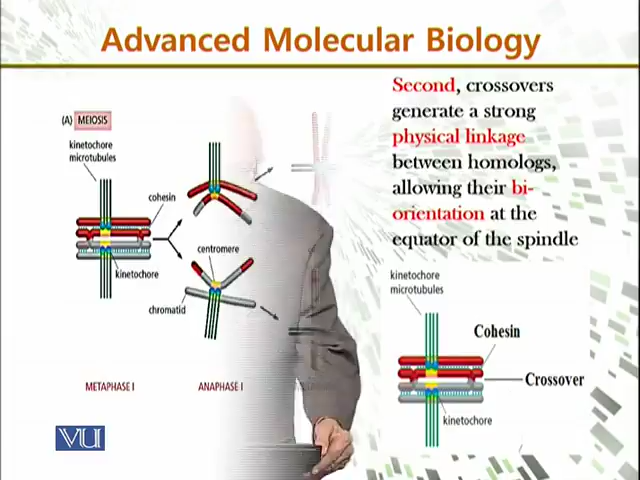 Advanced Molecular Biology
(A) MEIOSIS
kinetochore
microtubules
cohesin
kinetochore
centromere
chromatid
METAPHASE I
ANAPHASE I
Second, crossovers
generate a strong
physical linkage
between homologs,
allowing their bi-
orientation at the
equator of the spindle
kinetochore
microtubules
Cohesin
Crossover
kinetochore
VU